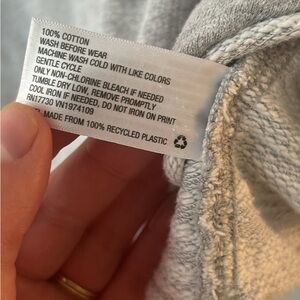 100% COTTON
WASH BEFORE WEAR
MACHINE WASH COLD WITH LIKE COLORS
GENTLE CYCLE
ONLY NON-CHLORINE BLEACH IF NEEDED
TUMBLE DRY LOW, REMOVE PROMPTLY
COOL IRON IF NEEDED, DO NOT IRON ON PRINT
RN17730 VN1974109
MADE FROM 100% RECYCLED PLASTIC